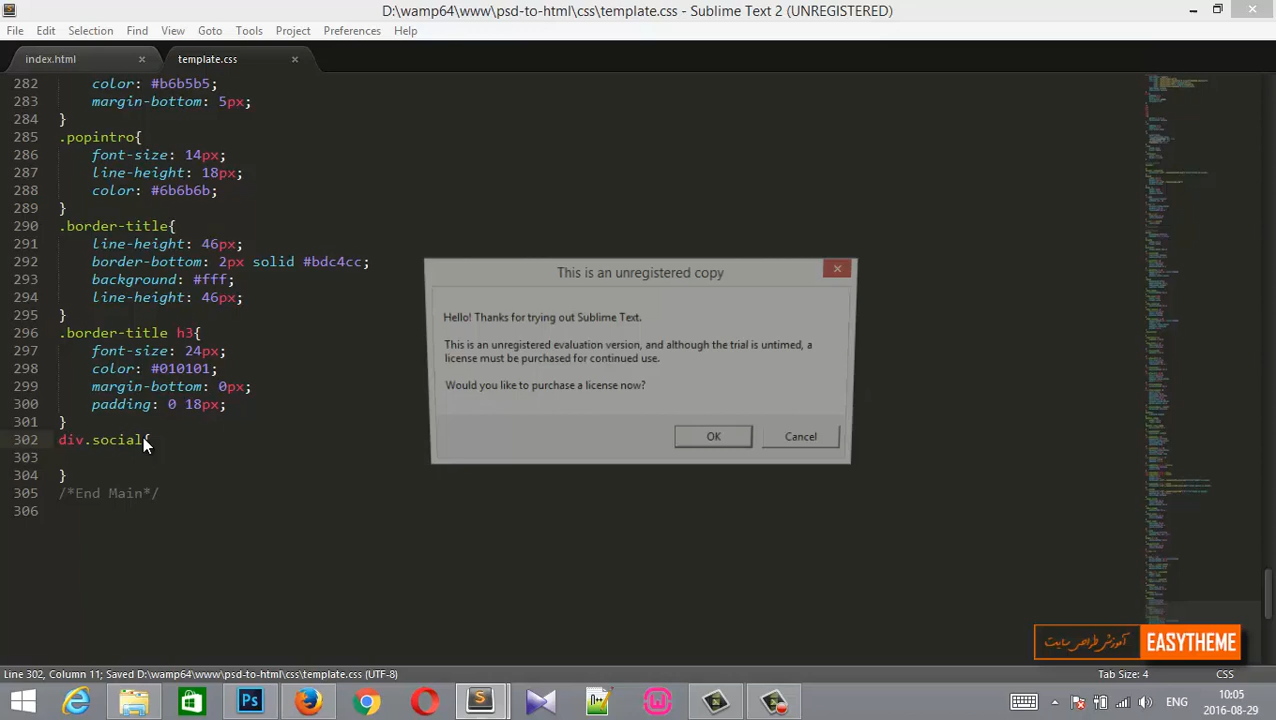 D:\wamp64\www\psd-to-html\css\template.css - Sublime Text 2 (UNREGISTERED)
File Edit Selection Find View Goto Tools Project Preferences Help
index.html template.css
282 color: #b6b5b5;
283 margin-bottom: 5px;
284 }
285 .popintro{
286 font-size: 14px;
287 line-height: 18px;
288 color: #6b6b6b;
289 }
290 .border-title{
291 line-height: 46px;
292 border-bottom: 2px solid #bdc4cc;
293 background: #fff;
294 line-height: 46px;
295 }
296 .border-title h3{
297 font-size: 24px;
298 color: #010101;
299 margin-bottom: 0px;
300 padding: 0 18px;
301 }
302 div.social{
303
304 }
305 /*End Main*/
306
This is an unregistered copy
Hello! Thanks for trying out Sublime Text.
This is an unregistered evaluation version, and although the trial is untimed, a
license must be purchased for continued use.
Would you like to purchase a license now?
OK Cancel
آموزش طراحی سایت EASYTHEME
Line 302, Column 11; Saved D:\wamp64\www\psd-to-html\css\template.css (UTF-8) Tab Size: 4 CSS
Ps
ENG
10:05
2016-08-29